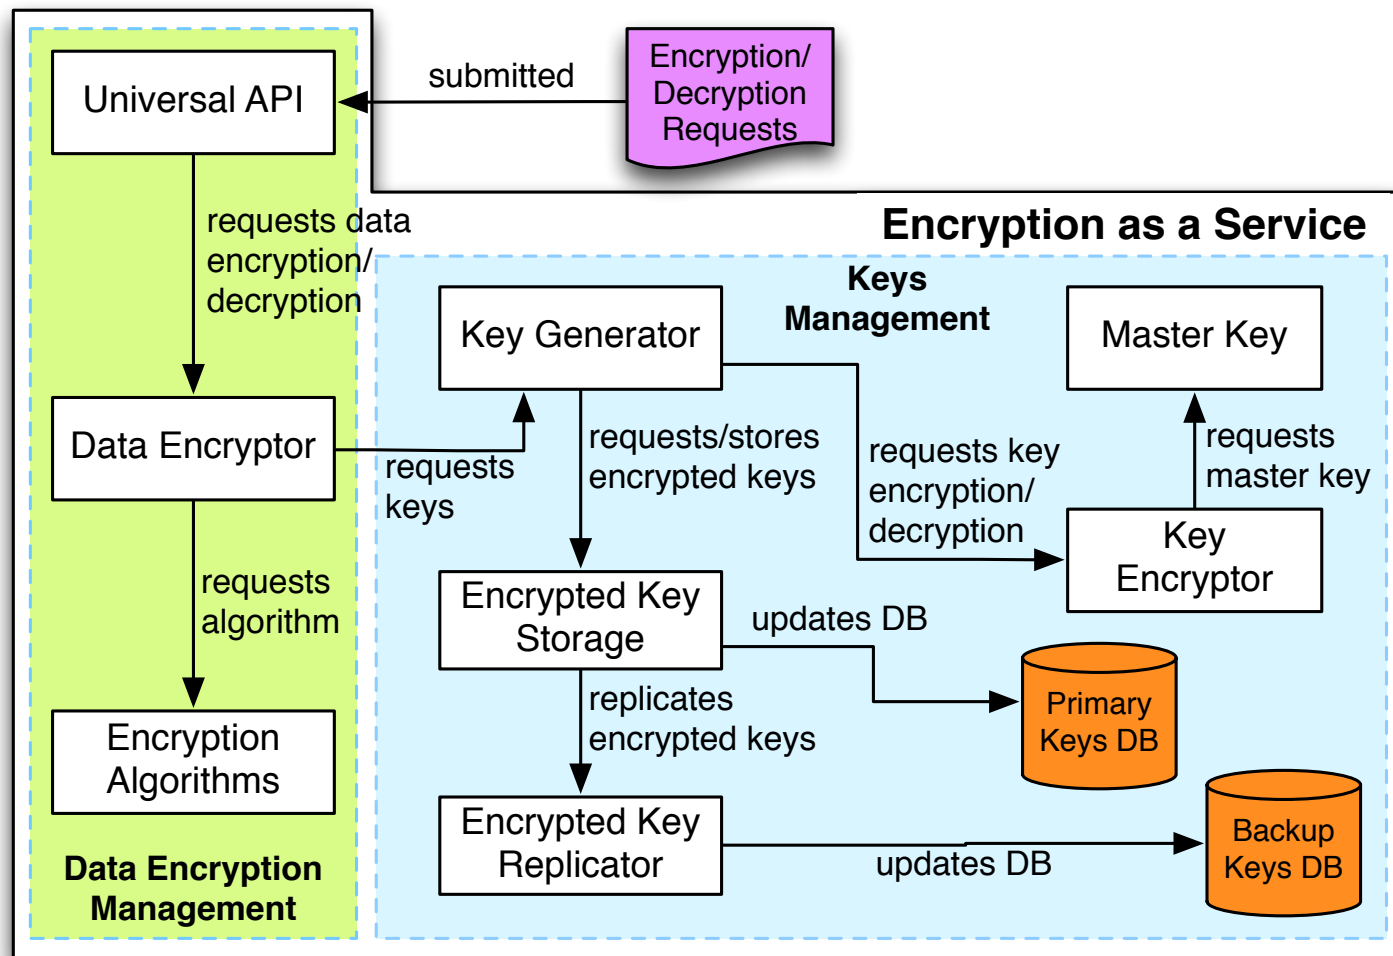 Universal API
submitted
Encryption/
Decryption
Requests
requests data
encryption/
decryption
Encryption as a Service
Keys
Management
Key Generator
Master Key
Data Encryptor
requests
keys
requests/stores
encrypted keys
requests key
encryption/
decryption
requests
master key
Key
Encryptor
requests
algorithm
Encrypted Key
Storage
updates DB
Primary
Keys DB
replicates
encrypted keys
Encryption
Algorithms
Encrypted Key
Replicator
updates DB
Backup
Keys DB
Data Encryption
Management